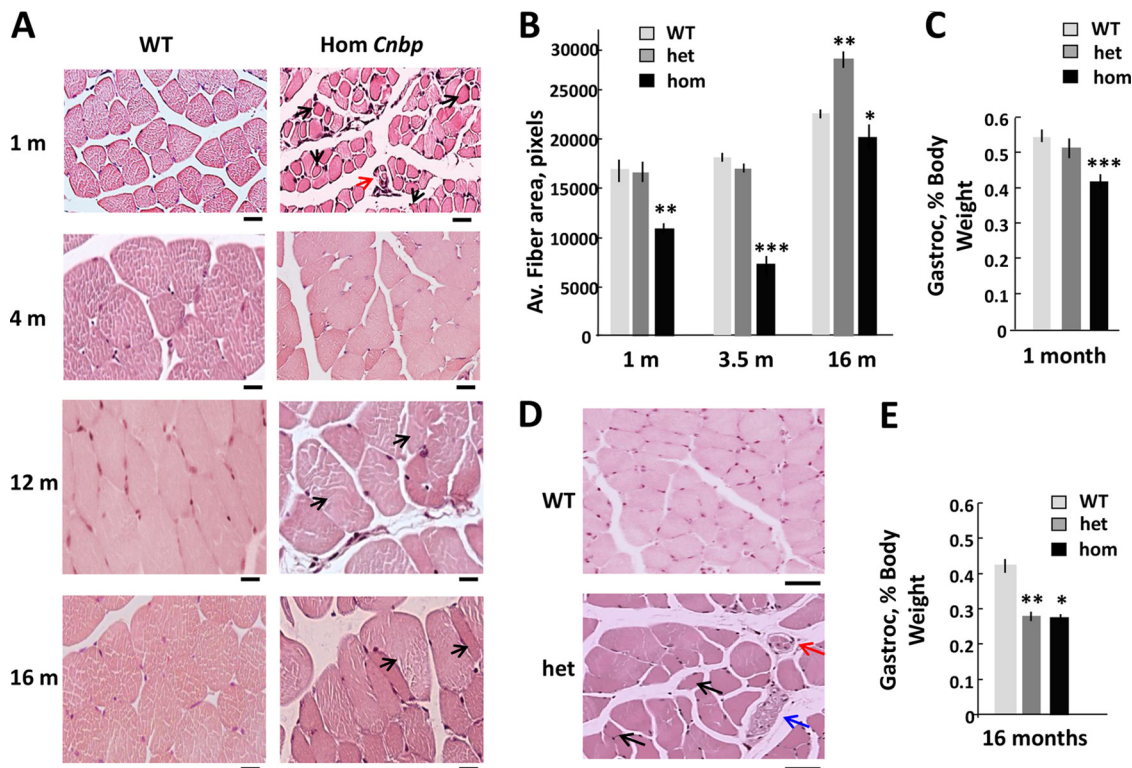 A
WT
Hom Cnbp
1 m
4 m
12 m
16 m
B
WT
het
hom
Av. Fiber area, pixels
30000
25000
20000
15000
10000
5000
0
**
***
**
*
1 m
3.5 m
16 m
C
WT
het
hom
Gastroc, % Body
Weight
0.6
0.5
0.4
0.3
0.2
0.1
0
***
1 month
D
WT
het
E
WT
het
hom
Gastroc, % Body
Weight
0.6
0.5
0.4
0.3
0.2
0.1
0
**
*
16 months